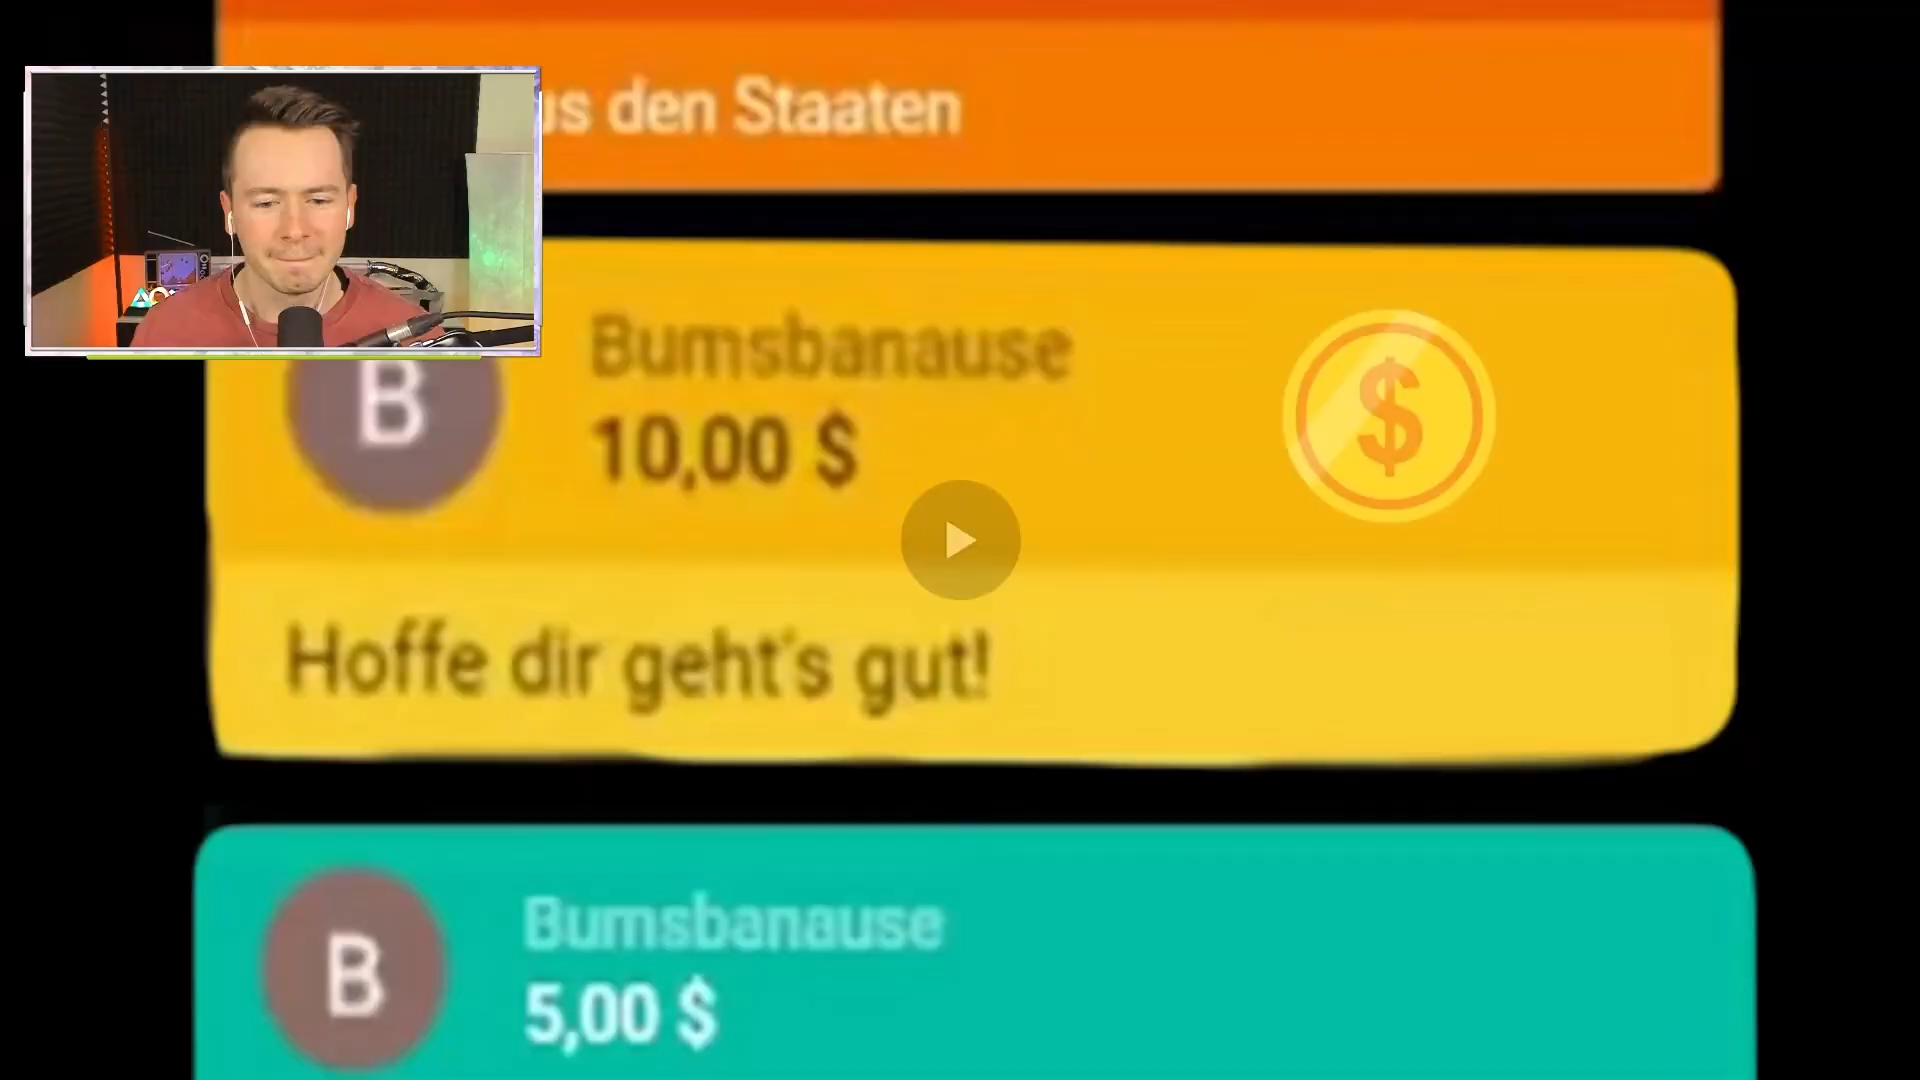 us den Staaten
B
Bumsbanause
10,00 $
$
Hoffe dir geht's gut!
B
Bumsbanause
5,00 $